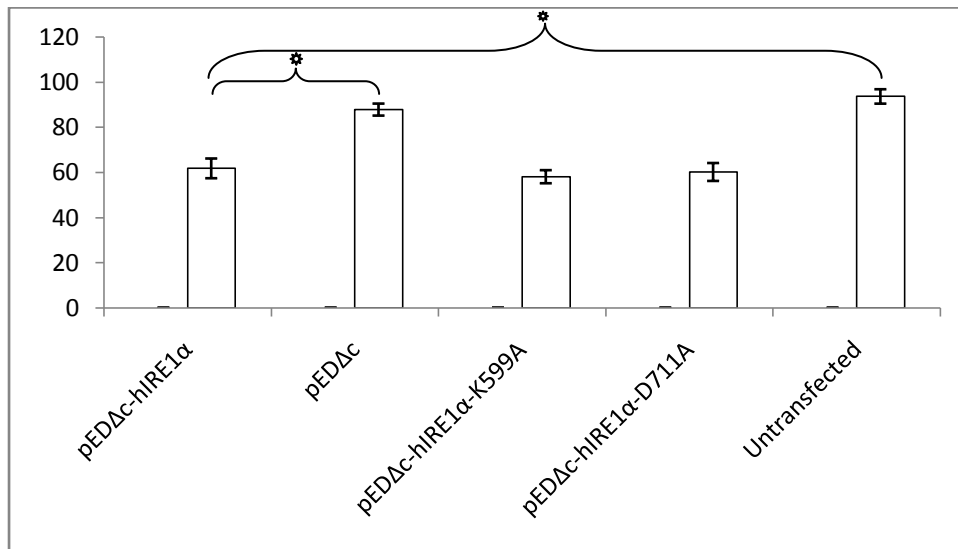 *
120
*
100
80
60
40
20
0
pEDΔc-hIRE1α
pEDΔc
pEDΔc-hIRE1α-K599A
pEDΔc-hIRE1α-D711A
Untransfected